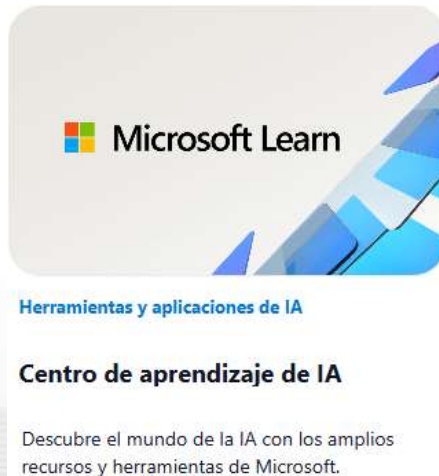 Microsoft Learn
Herramientas y aplicaciones de IA
Centro de aprendizaje de IA
Descubre el mundo de la IA con los amplios
recursos y herramientas de Microsoft.